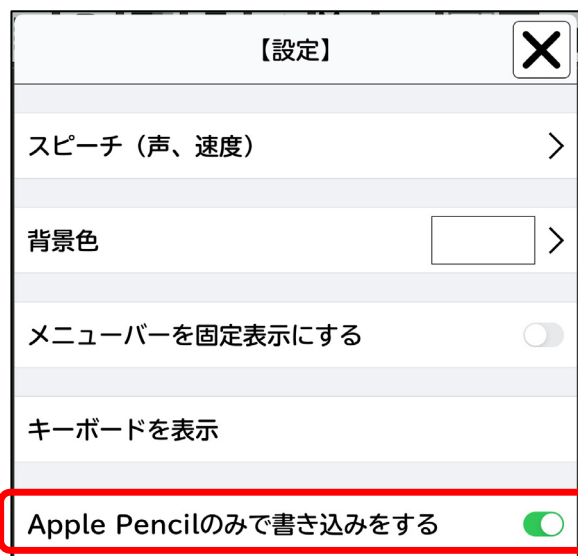 【設定】
スピーチ（声、速度）
背景色
メニューバーを固定表示にする
キーボードを表示
Apple Pencilのみで書き込みをする